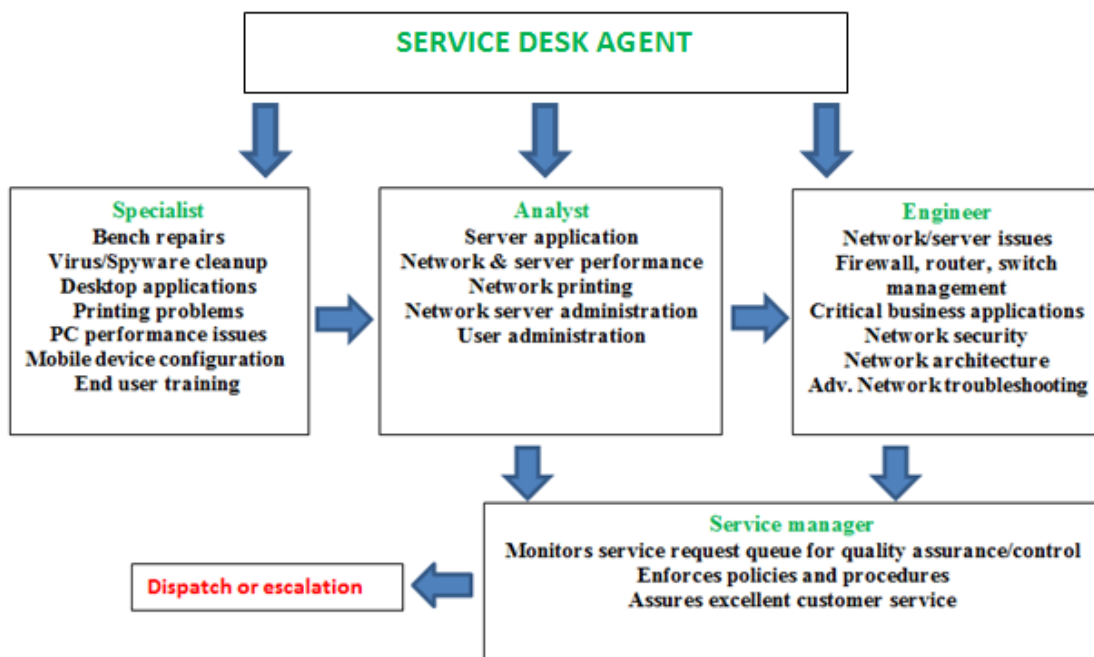 SERVICE DESK AGENT
Specialist
Bench repairs
Virus/Spyware cleanup
Desktop applications
Printing problems
PC performance issues
Mobile device configuration
End user training
Analyst
Server application
Network & server performance
Network printing
Network server administration
User administration
Engineer
Network/server issues
Firewall, router, switch
management
Critical business applications
Network security
Network architecture
Adv. Network troubleshooting
Service manager
Monitors service request queue for quality assurance/control
Enforces policies and procedures
Assures excellent customer service
Dispatch or escalation